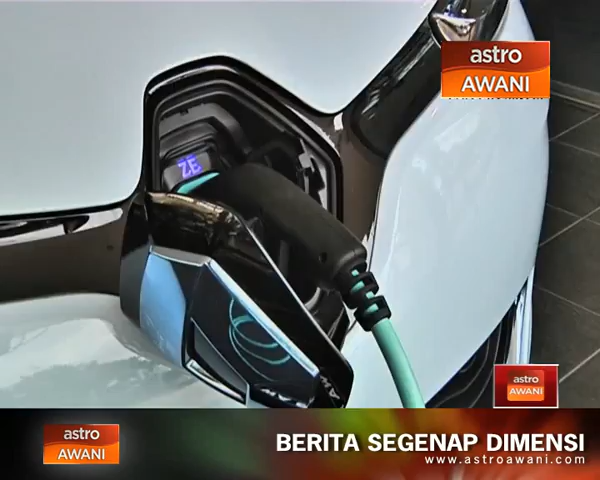 astro
AWANI
ZE
astro
AWANI
astro
AWANI
BERITA SEGENAP DIMENSI
www.astroawani.com